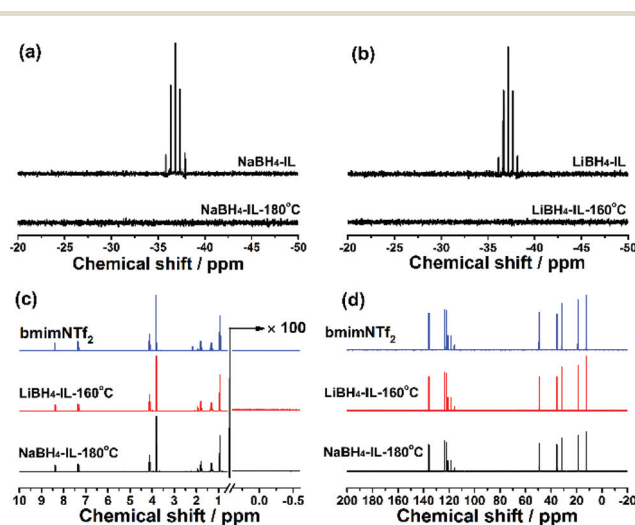 (a)
(b)
NaBH₄-IL
LiBH₄-IL
NaBH₄-IL-180°C
LiBH₄-IL-160°C
-20 -25 -30 -35 -40 -45 -50
-20 -25 -30 -35 -40 -45 -50
Chemical shift / ppm
Chemical shift / ppm
(c)
(d)
× 100
bmimNTf₂
bmimNTf₂
LiBH₄-IL-160°C
LiBH₄-IL-160°C
NaBH₄-IL-180°C
NaBH₄-IL-180°C
10 9 8 7 6 5 4 3 2 1 0.0 -0.5
200 180 160 140 120 100 80 60 40 20 0 -20
Chemical shift / ppm
Chemical shift / ppm